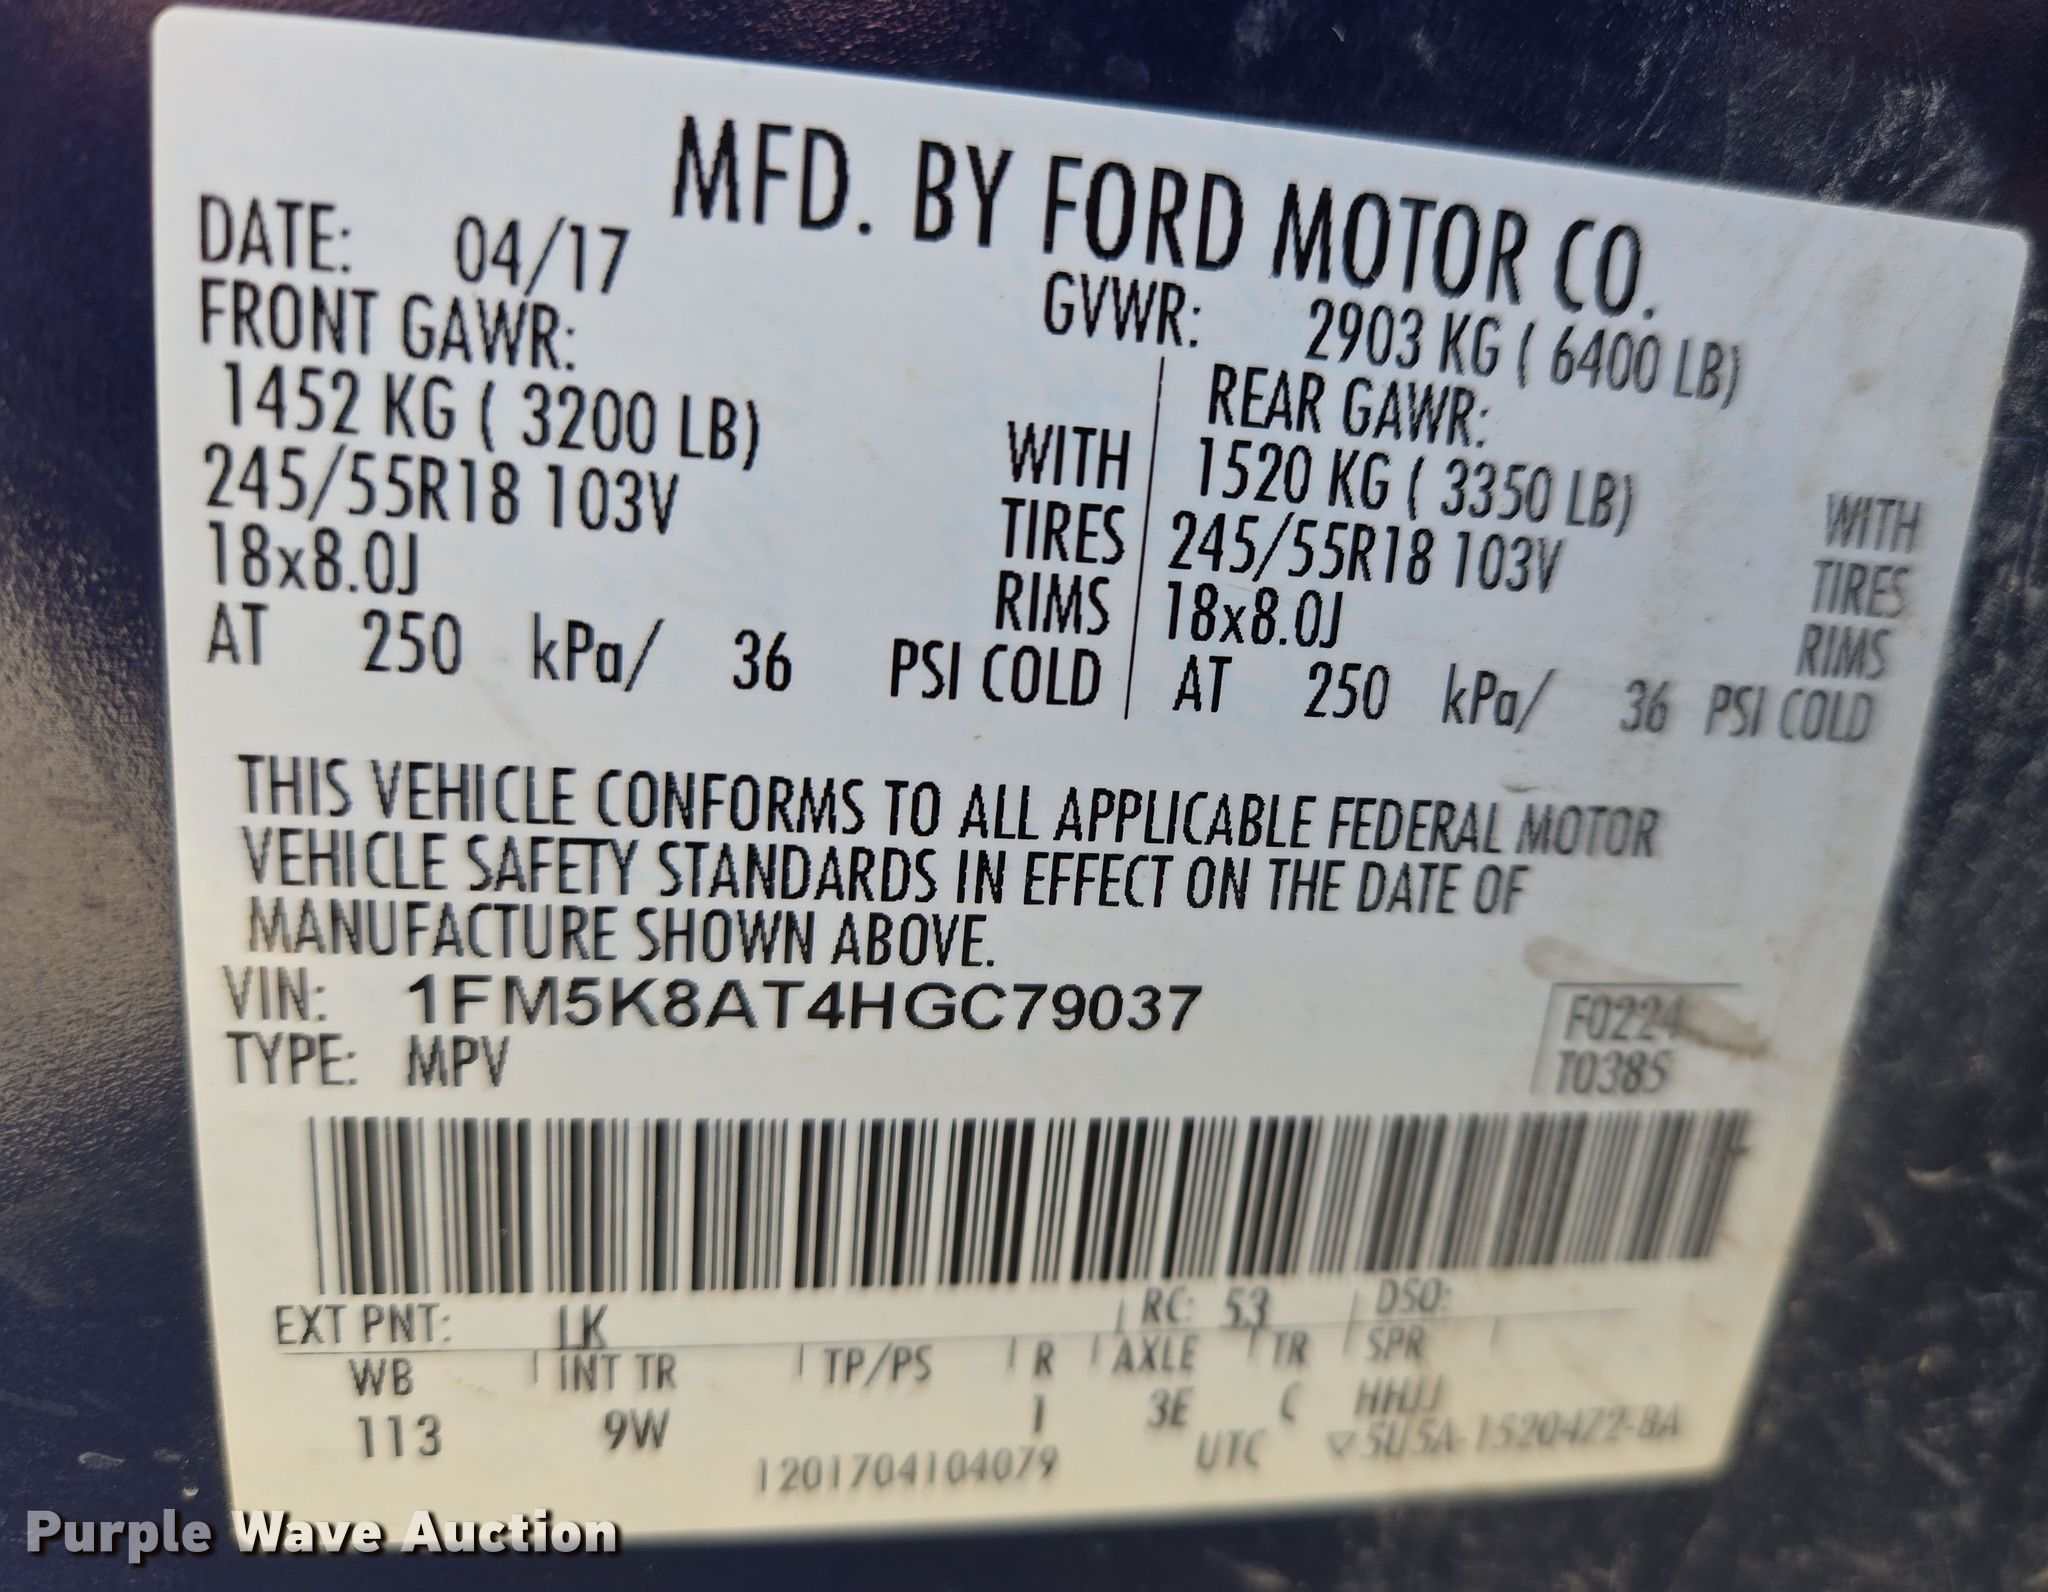 MFD. BY FORD MOTOR CO.
DATE: 04/17 GVWR: 2903 KG ( 6400 LB)
FRONT GAWR: REAR GAWR:
1452 KG ( 3200 LB) WITH 1520 KG ( 3350 LB) WITH
245/55R18 103V TIRES 245/55R18 103V TIRES
18x8.0J RIMS 18x8.0J RIMS
AT 250 kPa/ 36 PSI COLD AT 250 kPa/ 36 PSI COLD
THIS VEHICLE CONFORMS TO ALL APPLICABLE FEDERAL MOTOR
VEHICLE SAFETY STANDARDS IN EFFECT ON THE DATE OF
MANUFACTURE SHOWN ABOVE.
VIN: 1FM5K8AT4HGC79037 F0224
TYPE: MPV T0385
EXT PNT: LK RC: 53 DSO:
WB INT TR TP/PS R AXLE TR SPR
113 9W 1 3E C HHJJ
1201704104079 UTC ▽5U5A-1520472-BA
Purple Wave Auction